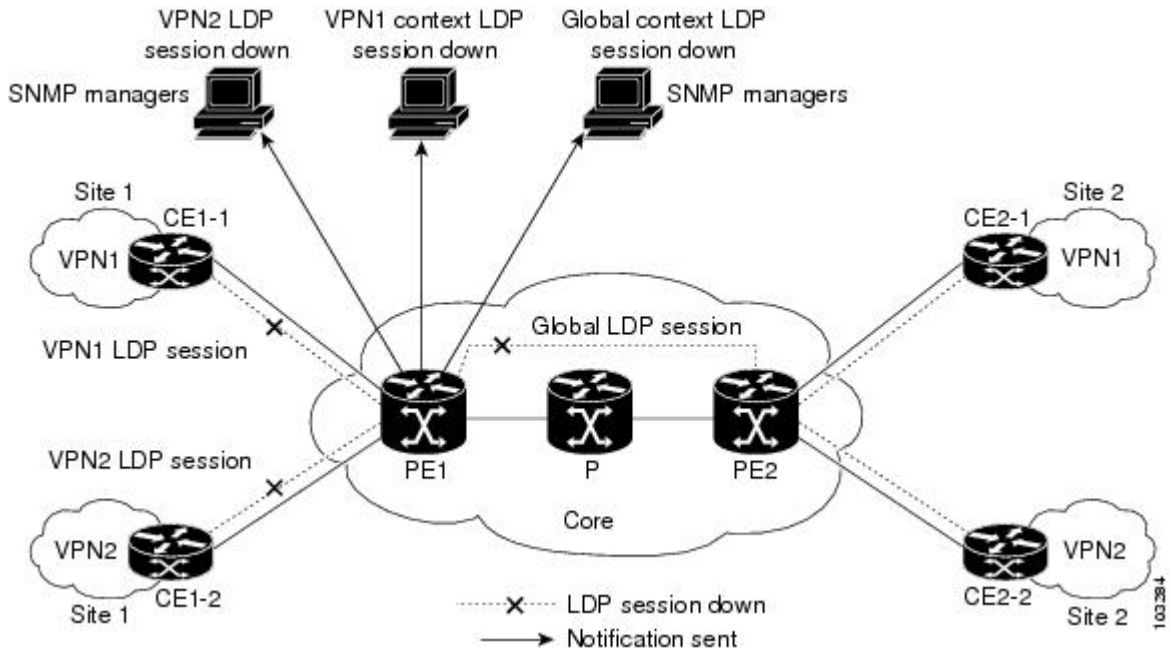 VPN2 LDP
session down
VPN1 context LDP
session down
Global context LDP
session down
SNMP managers
SNMP managers
Site 1
CE1-1
VPN1
CE2-1
Site 2
VPN1
Global LDP session
VPN1 LDP session
VPN2 LDP session
PE1
P
PE2
Core
VPN2
Site 1
CE1-2
CE2-2
VPN2
Site 2
LDP session down
Notification sent
103284